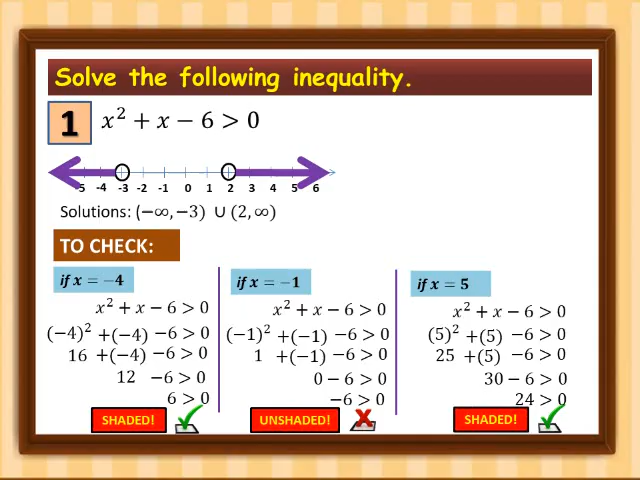 Solve the following inequality.
1 x² + x − 6 > 0
5 -4 -3 -2 -1 0 1 2 3 4 5 6
Solutions: (−∞, −3) ∪ (2, ∞)
TO CHECK:
if x = −4
x² + x − 6 > 0
(−4)² +(−4) −6 > 0
16 +(−4) −6 > 0
12 −6 > 0
6 > 0
SHADED!
if x = −1
x² + x − 6 > 0
(−1)² +(−1) −6 > 0
1 +(−1) −6 > 0
0 − 6 > 0
−6 > 0
UNSHADED!
if x = 5
x² + x − 6 > 0
(5)² +(5) −6 > 0
25 +(5) −6 > 0
30 − 6 > 0
24 > 0
SHADED!